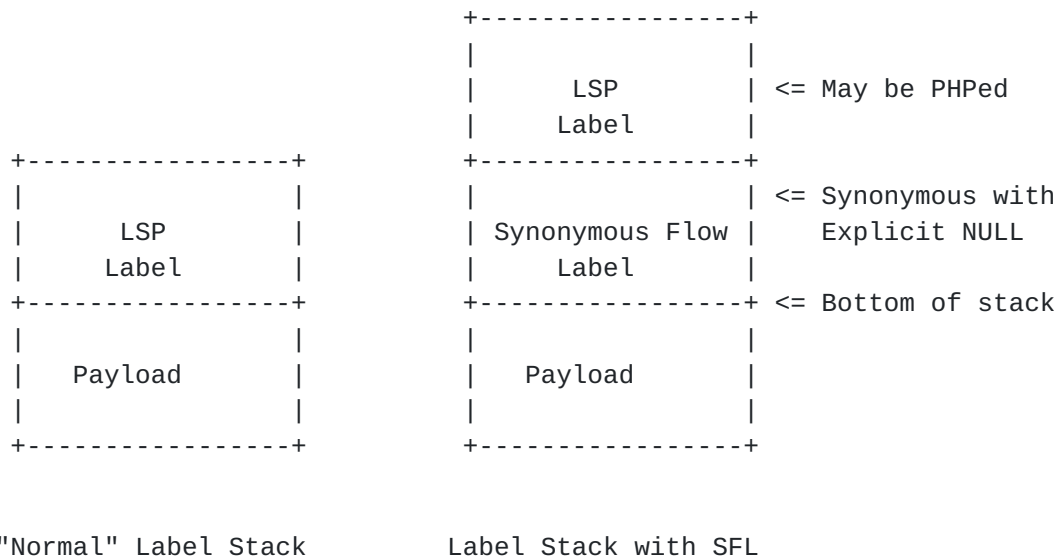 LSP
Label
<= May be PHPed
LSP
Label
Synonymous Flow
Label
<= Synonymous with
Explicit NULL
<= Bottom of stack
Payload
Payload
"Normal" Label Stack
Label Stack with SFL